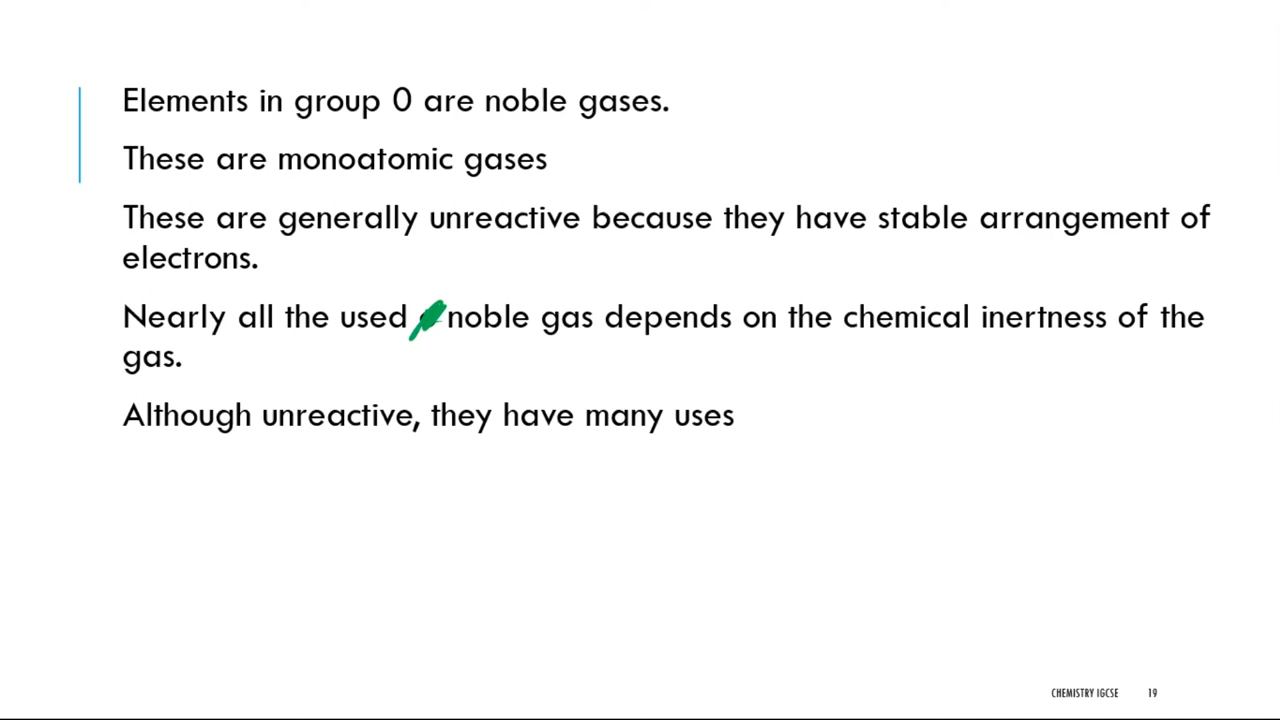 Elements in group 0 are noble gases.
These are monoatomic gases
These are generally unreactive because they have stable arrangement of
electrons.
Nearly all the used noble gas depends on the chemical inertness of the
gas.
Although unreactive, they have many uses
CHEMISTRY IGCSE 19